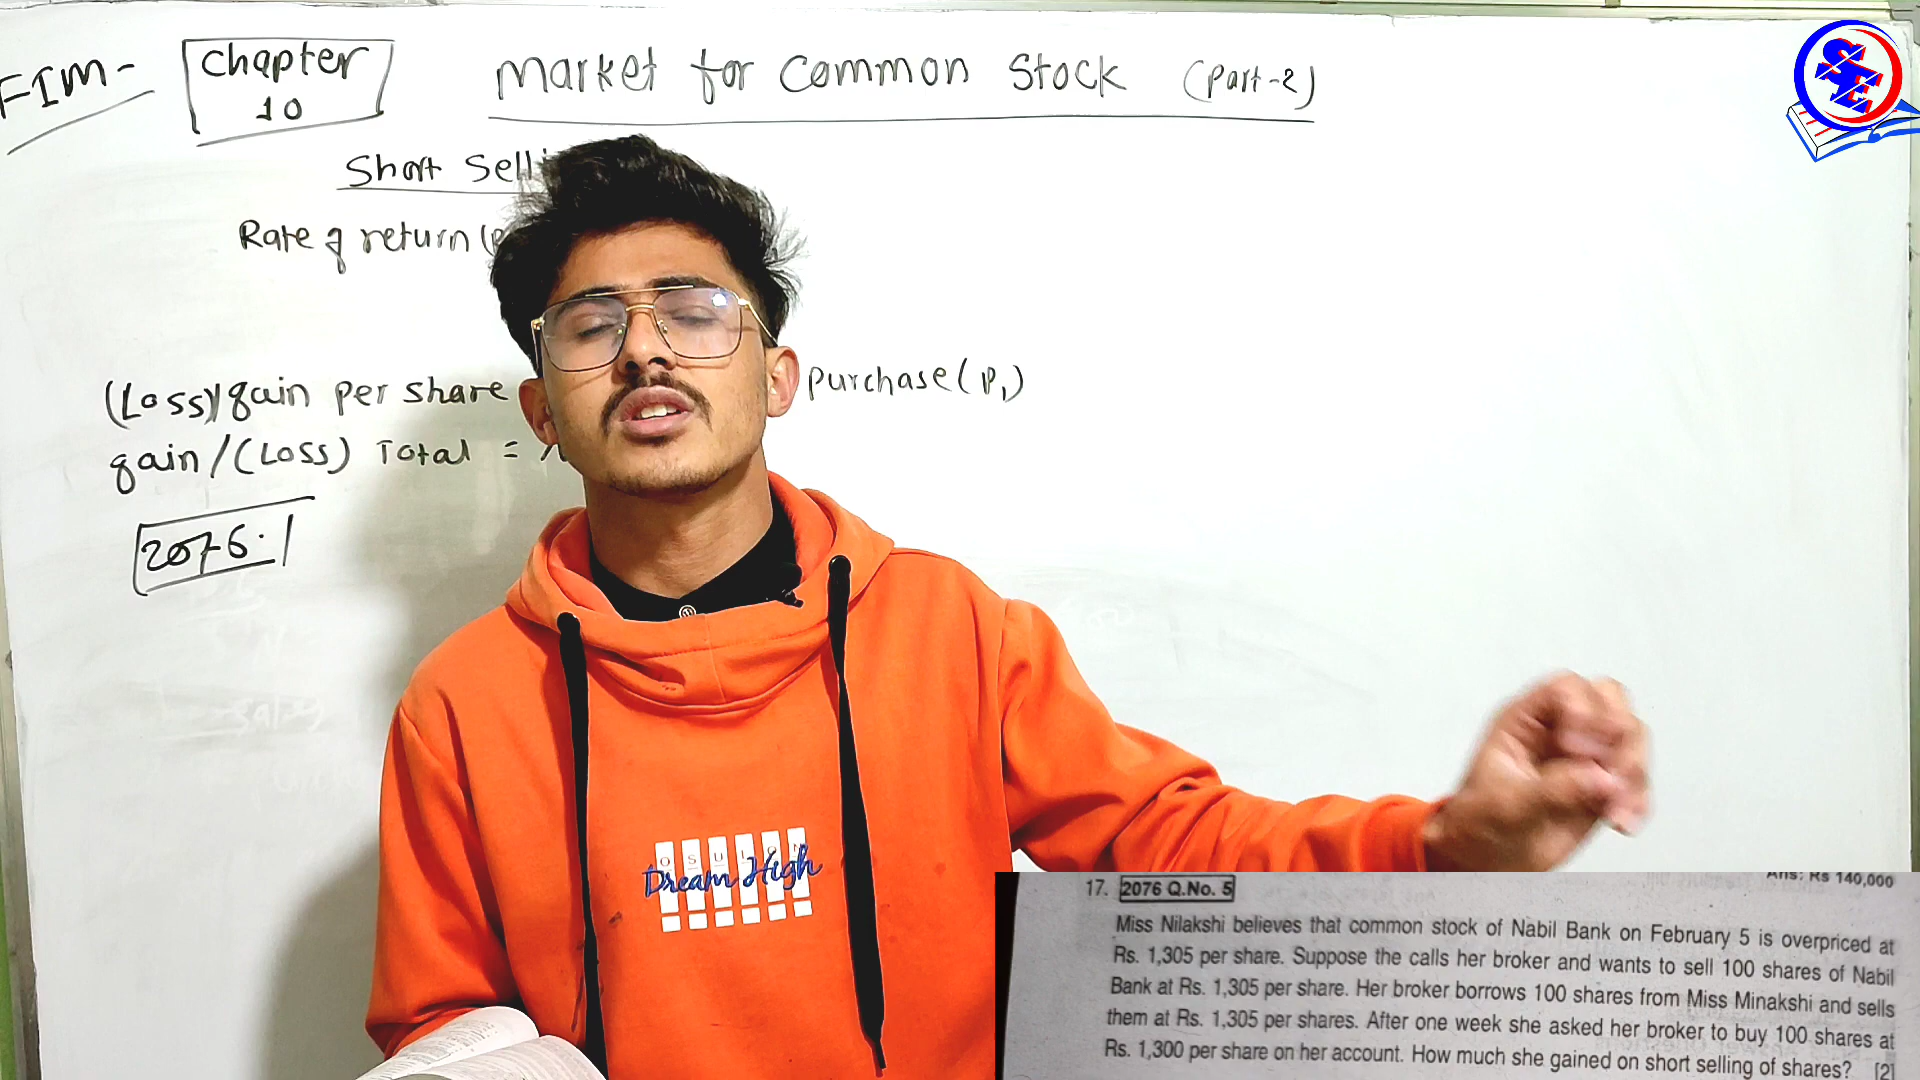 FIM-
Chapter
10
Market for Common Stock (Part-2)
Short Selli
Rate of return (P
(Loss)/gain per share
purchase (P₁)
gain/(Loss) Total =
2076.
OSULON
Dream High
Ans: Rs 140,000
17. 2076 Q.No. 5
Miss Nilakshi believes that common stock of Nabil Bank on February 5 is overpriced at
Rs. 1,305 per share. Suppose the calls her broker and wants to sell 100 shares of Nabil
Bank at Rs. 1,305 per share. Her broker borrows 100 shares from Miss Minakshi and sells
them at Rs. 1,305 per shares. After one week she asked her broker to buy 100 shares at
Rs. 1,300 per share on her account. How much she gained on short selling of shares? [2]